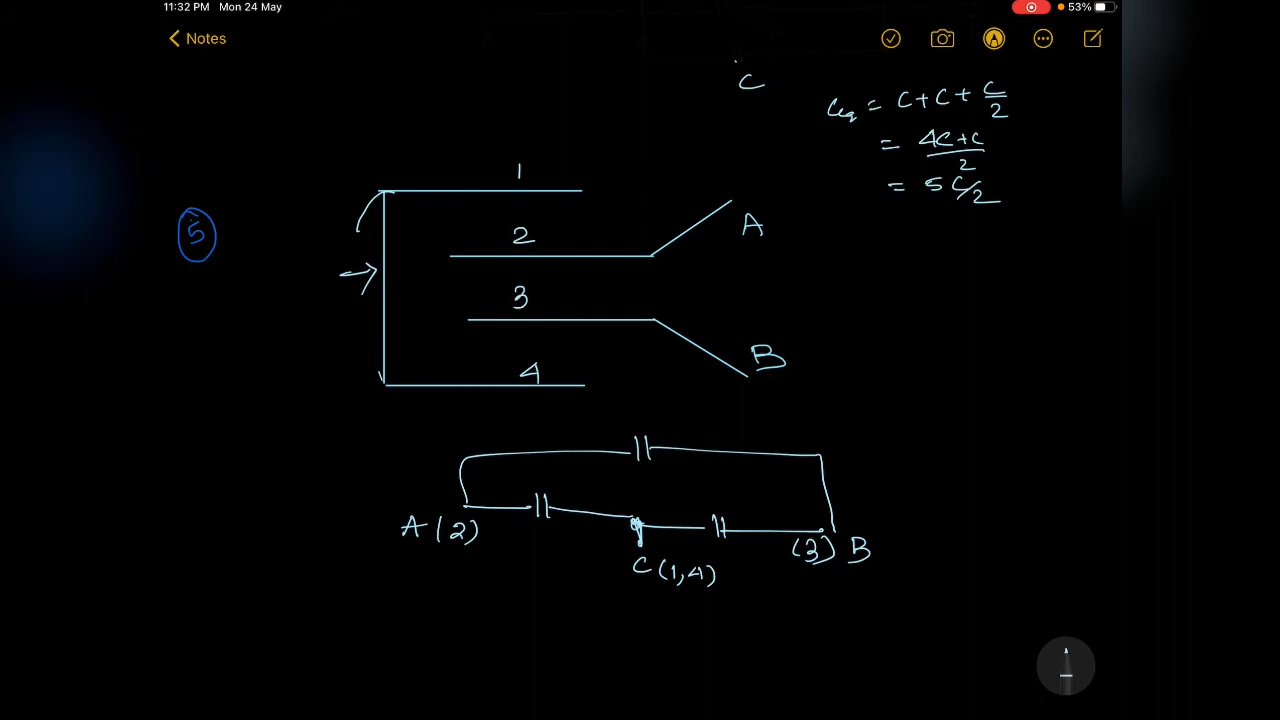 11:32 PM Mon 24 May
53%
Notes
C
Ceq = C+C+ C/2
= 4C+C/2
= 5C/2
1
5
2
A
3
B
4
A(2)
C(1,4)
(3) B